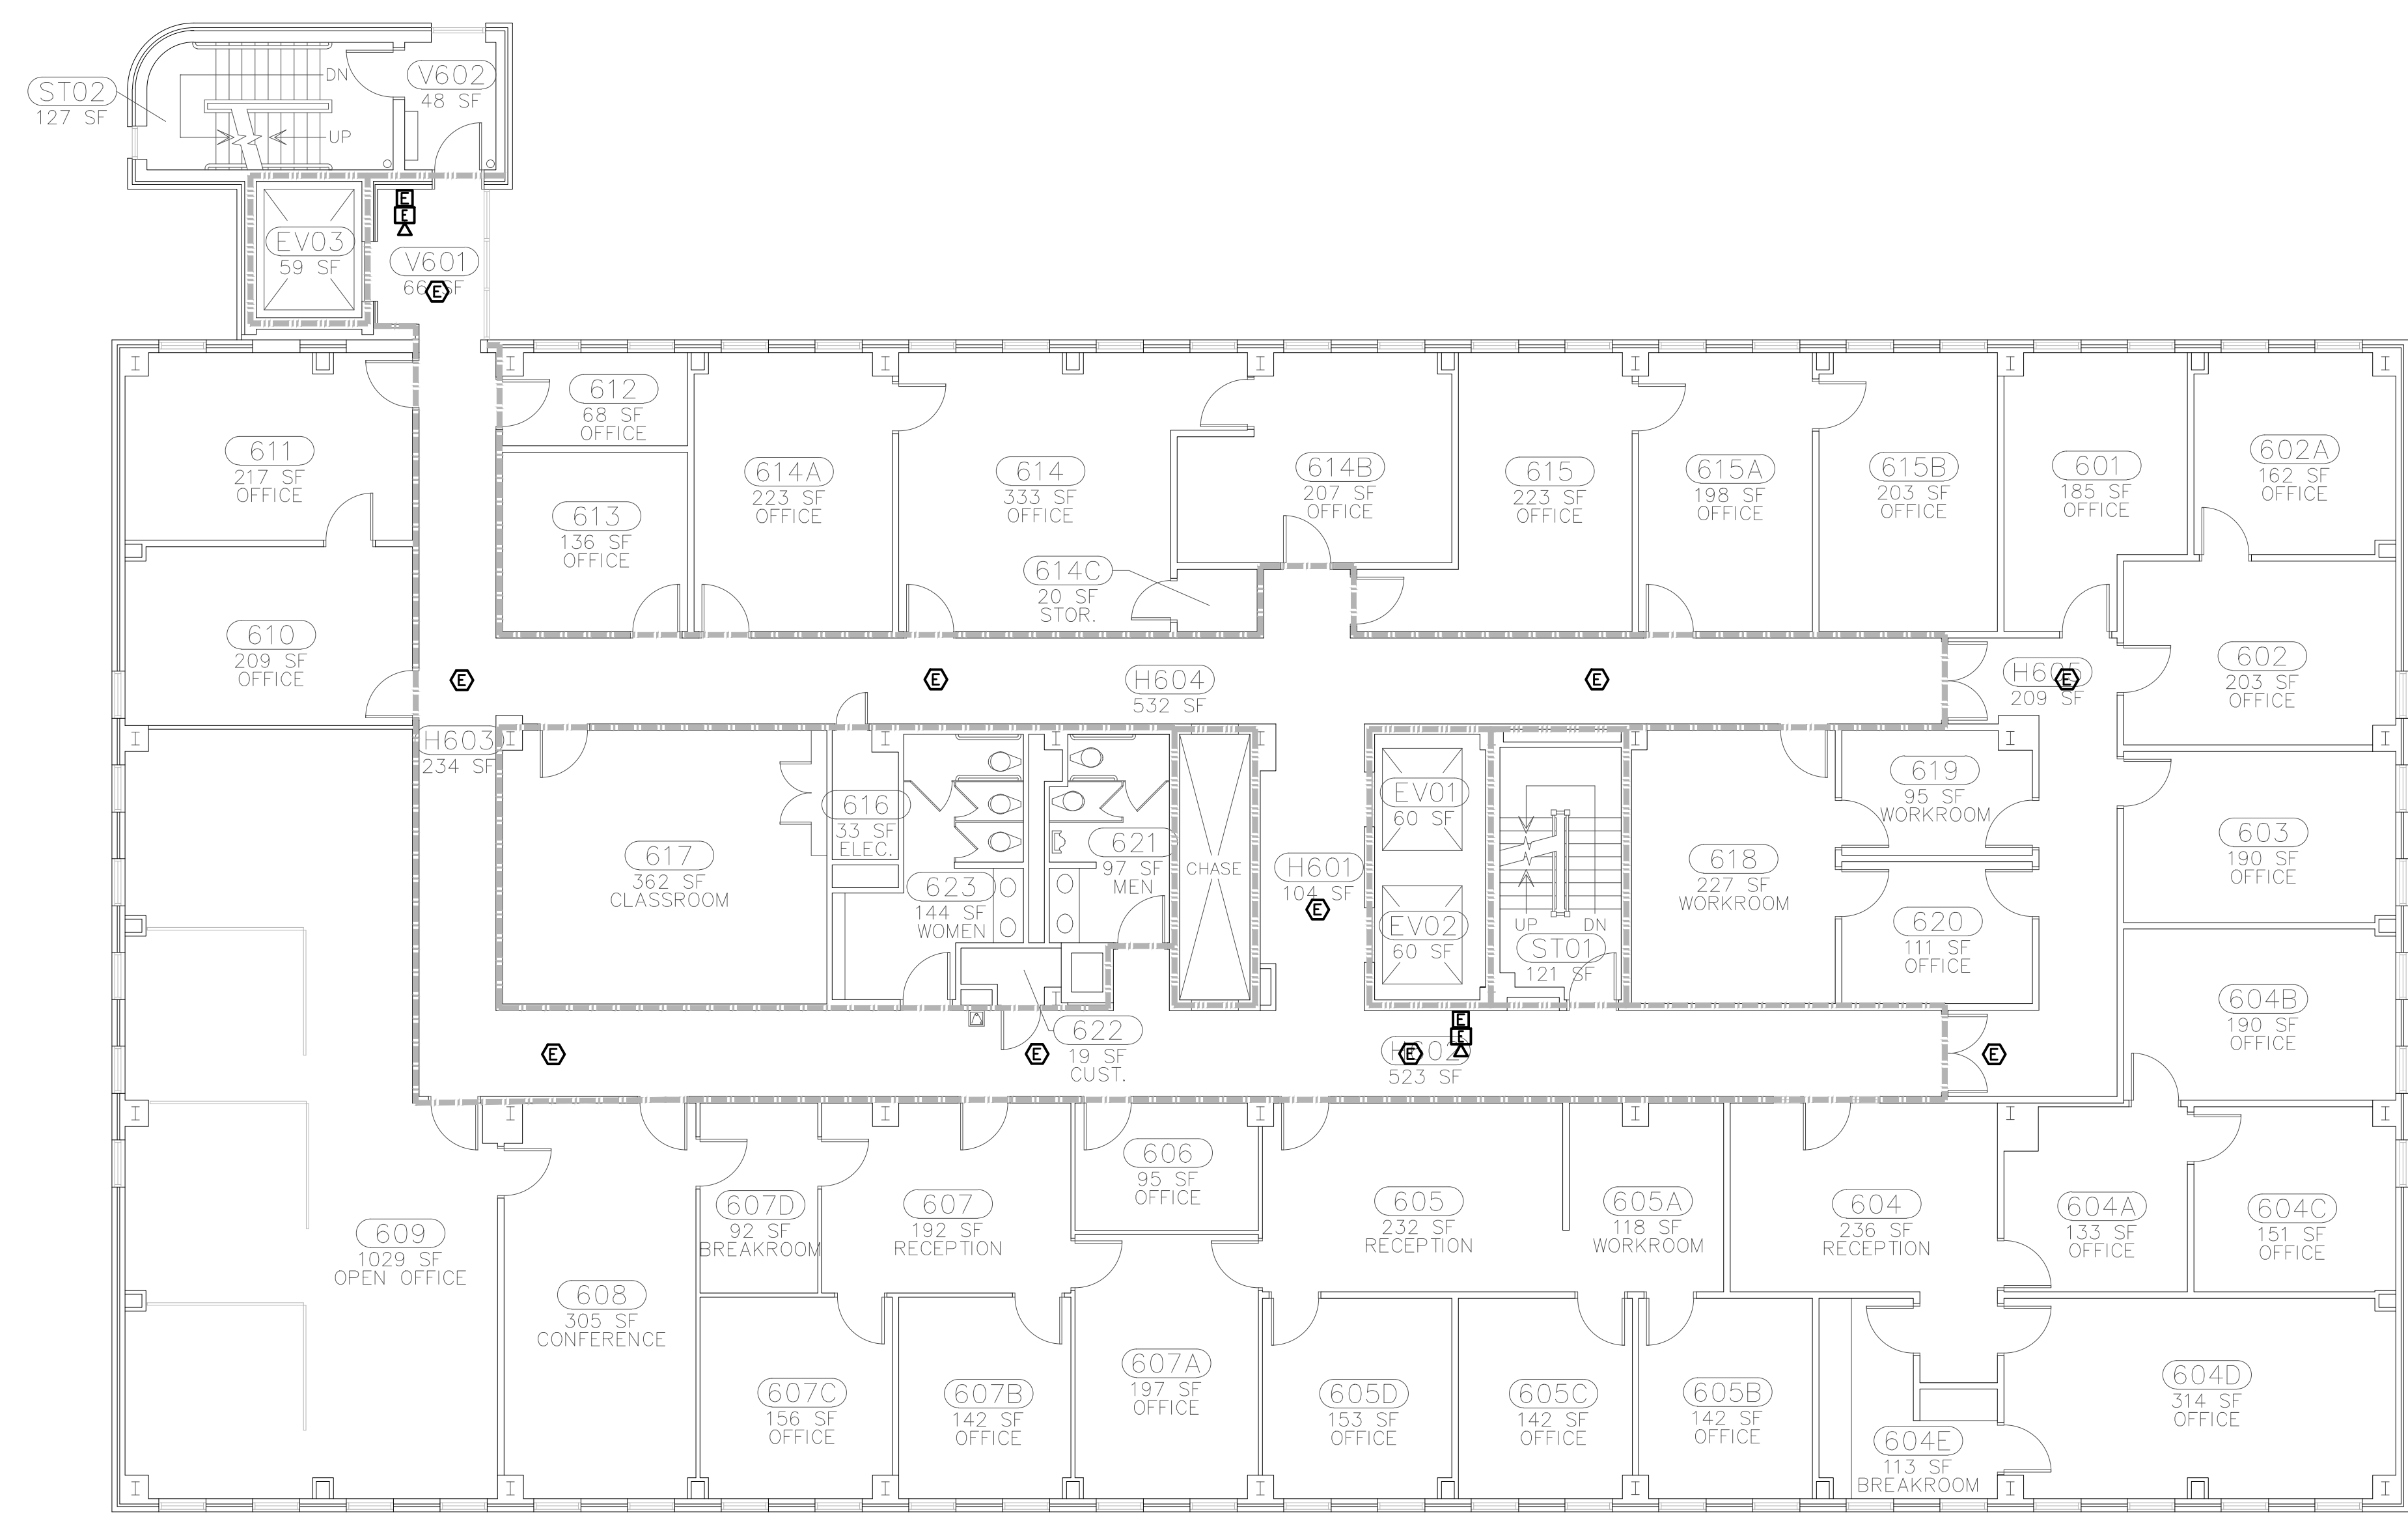 DN
V602
48 SF
ST02
127 SF
UP
E
E
EV03
59 SF
V601
66 SF
E
612
68 SF
OFFICE
611
217 SF
OFFICE
613
136 SF
OFFICE
614A
223 SF
OFFICE
614
333 SF
OFFICE
614B
207 SF
OFFICE
615
223 SF
OFFICE
615A
198 SF
OFFICE
615B
203 SF
OFFICE
601
185 SF
OFFICE
602A
162 SF
OFFICE
614C
20 SF
STOR.
610
209 SF
OFFICE
E
E
H604
532 SF
E
H605
209 SF
E
602
203 SF
OFFICE
H603
234 SF
617
362 SF
CLASSROOM
616
33 SF
ELEC.
623
144 SF
WOMEN
621
97 SF
MEN
CHASE
H601
104 SF
E
EV01
60 SF
EV02
60 SF
UP
DN
ST01
121 SF
618
227 SF
WORKROOM
619
95 SF
WORKROOM
620
111 SF
OFFICE
603
190 SF
OFFICE
604B
190 SF
OFFICE
E
E
622
19 SF
CUST.
E
H602
523 SF
E
E
E
609
1029 SF
OPEN OFFICE
608
305 SF
CONFERENCE
607D
92 SF
BREAKROOM
607
192 SF
RECEPTION
606
95 SF
OFFICE
605
232 SF
RECEPTION
605A
118 SF
WORKROOM
604
236 SF
RECEPTION
604A
133 SF
OFFICE
604C
151 SF
OFFICE
607C
156 SF
OFFICE
607B
142 SF
OFFICE
607A
197 SF
OFFICE
605D
153 SF
OFFICE
605C
142 SF
OFFICE
605B
142 SF
OFFICE
604E
113 SF
BREAKROOM
604D
314 SF
OFFICE